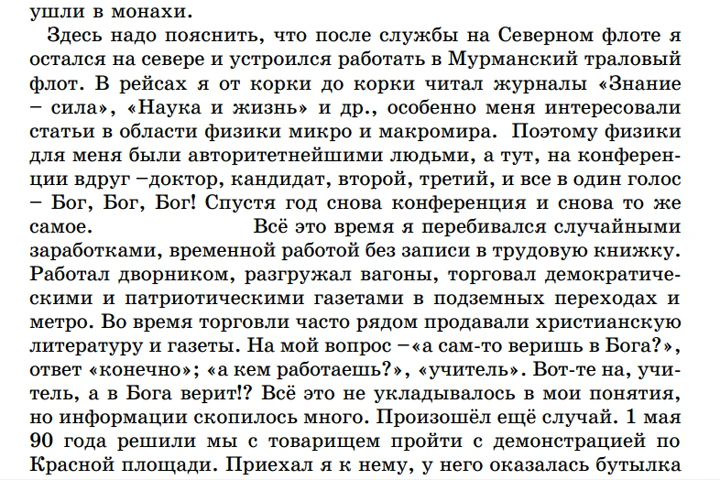 ушли в монахи.
Здесь надо пояснить, что после службы на Северном флоте я
остался на севере и устроился работать в Мурманский траловый
флот. В рейсах я от корки до корки читал журналы «Знание
– сила», «Наука и жизнь» и др., особенно меня интересовали
статьи в области физики микро и макромира. Поэтому физики
для меня были авторитетнейшими людьми, а тут, на конферен-
ции вдруг –доктор, кандидат, второй, третий, и все в один голос
– Бог, Бог, Бог! Спустя год снова конференция и снова то же
самое. Всё это время я перебивался случайными
заработками, временной работой без записи в трудовую книжку.
Работал дворником, разгружал вагоны, торговал демократиче-
скими и патриотическими газетами в подземных переходах и
метро. Во время торговли часто рядом продавали христианскую
литературу и газеты. На мой вопрос –«а сам-то веришь в Бога?»,
ответ «конечно»; «а кем работаешь?», «учитель». Вот-те на, учи-
тель, а в Бога верит!? Всё это не укладывалось в мои понятия,
но информации скопилось много. Произошёл ещё случай. 1 мая
90 года решили мы с товарищем пройти с демонстрацией по
Красной площади. Приехал я к нему, у него оказалась бутылка